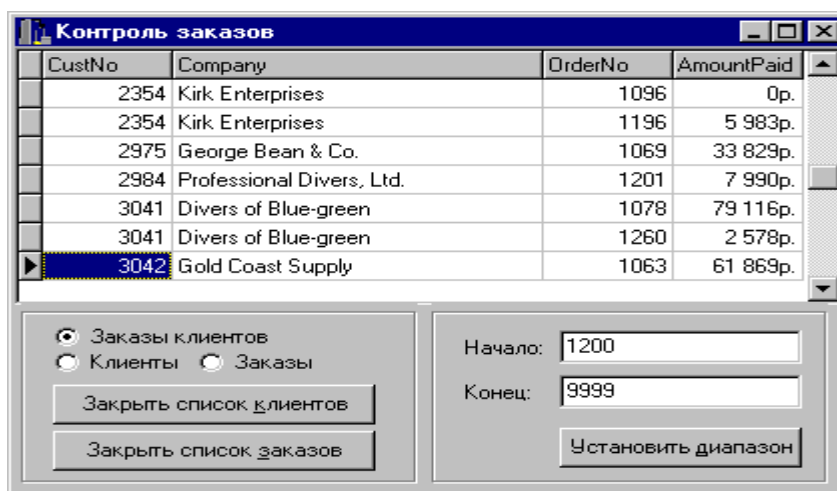 Контроль заказов
CustNo Company OrderNo AmountPaid
2354 Kirk Enterprises 1096 0р.
2354 Kirk Enterprises 1196 5 983р.
2975 George Bean & Co. 1069 33 829р.
2984 Professional Divers, Ltd. 1201 7 990р.
3041 Divers of Blue-green 1078 79 116р.
3041 Divers of Blue-green 1260 2 578р.
3042 Gold Coast Supply 1063 61 869р.
Заказы клиентов
Клиенты Заказы
Закрыть список клиентов
Закрыть список заказов
Начало: 1200
Конец: 9999
Установить диапазон